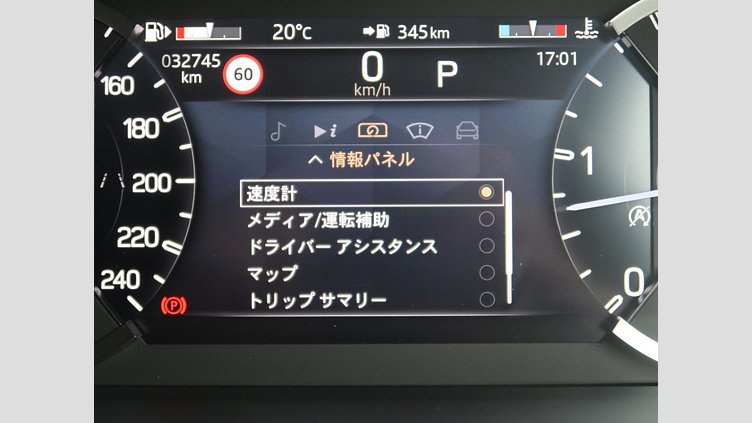 20°C 345km
032745 km 60 0 km/h P 17:01
160
180
200
220
240
情報パネル
速度計
メディア/運転補助
ドライバー アシスタンス
マップ
トリップ サマリー
1
A
0
P